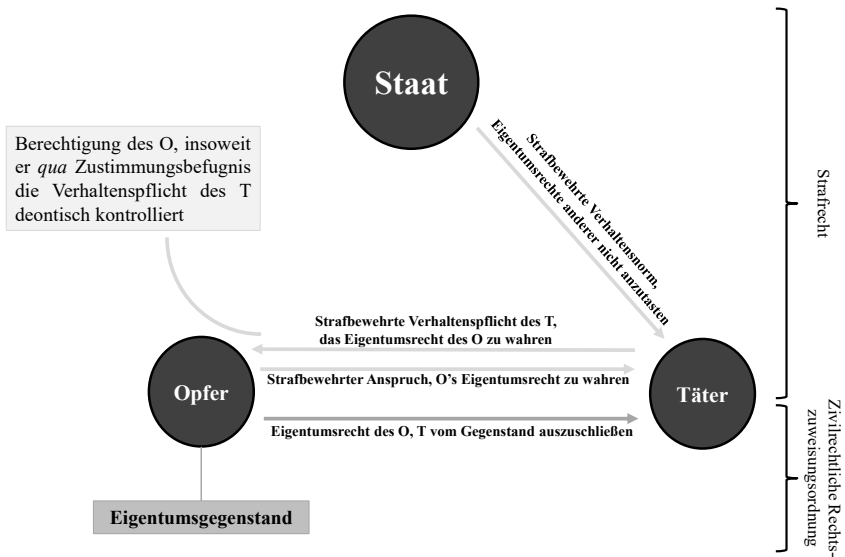 Staat
Berechtigung des O, insoweit
er qua Zustimmungsbefugnis
die Verhaltenspflicht des T
deontisch kontrolliert
Strafbewehrte Verhaltensnorm,
Eigentumsrechte anderer nicht anzutasten
Strafrecht
Strafbewehrte Verhaltenspflicht des T,
das Eigentumsrecht des O zu wahren
Opfer
Strafbewehrter Anspruch, O’s Eigentumsrecht zu wahren
Täter
Eigentumsrecht des O, T vom Gegenstand auszuschließen
Eigentumsgegenstand
Zivilrechtliche Rechts-
zuweisungsordnung